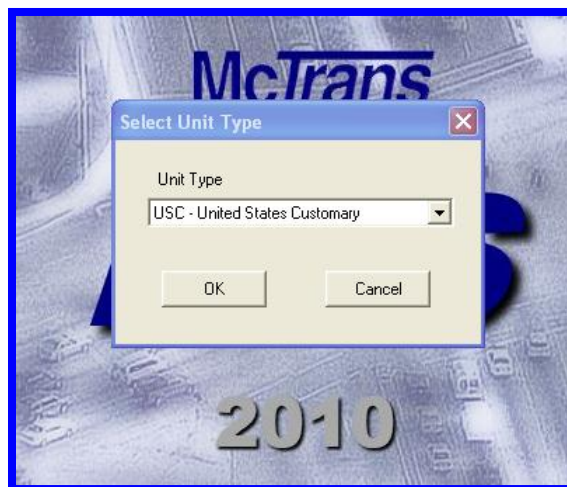 McTrans
Select Unit Type
Unit Type
USC - United States Customary
OK
Cancel
2010